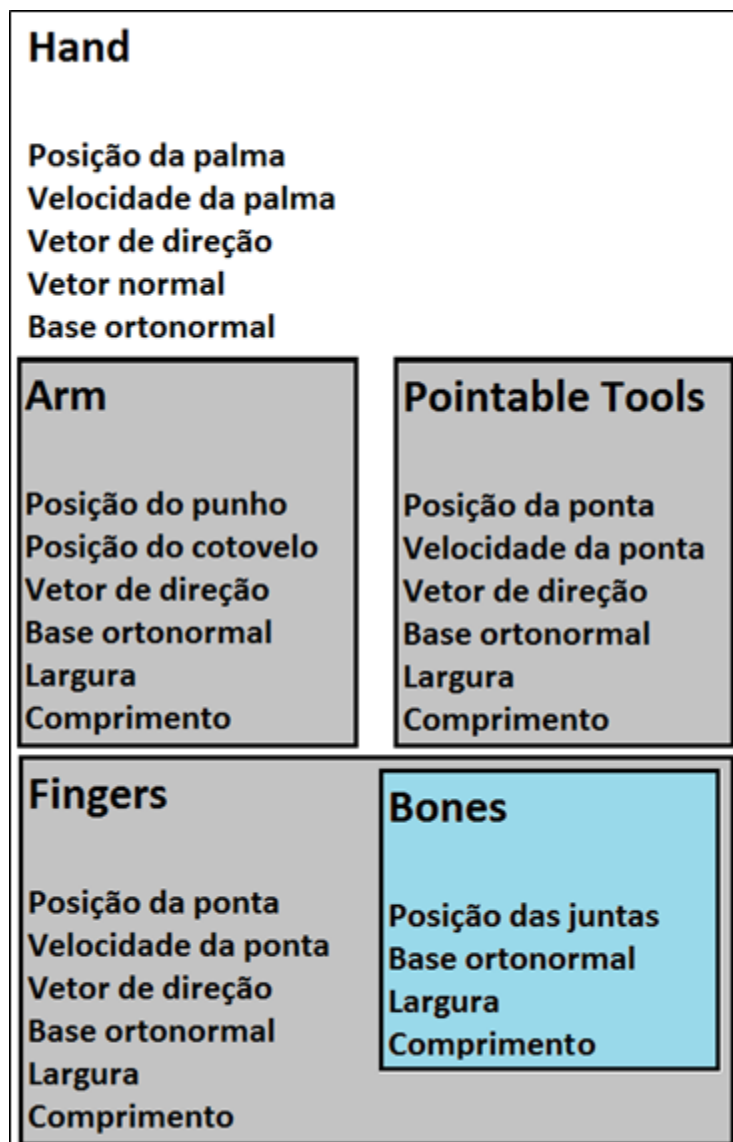 Hand
Posição da palma
Velocidade da palma
Vetor de direção
Vetor normal
Base ortonormal
Arm
Posição do punho
Posição do cotovelo
Vetor de direção
Base ortonormal
Largura
Comprimento
Pointable Tools
Posição da ponta
Velocidade da ponta
Vetor de direção
Base ortonormal
Largura
Comprimento
Fingers
Posição da ponta
Velocidade da ponta
Vetor de direção
Base ortonormal
Largura
Comprimento
Bones
Posição das juntas
Base ortonormal
Largura
Comprimento